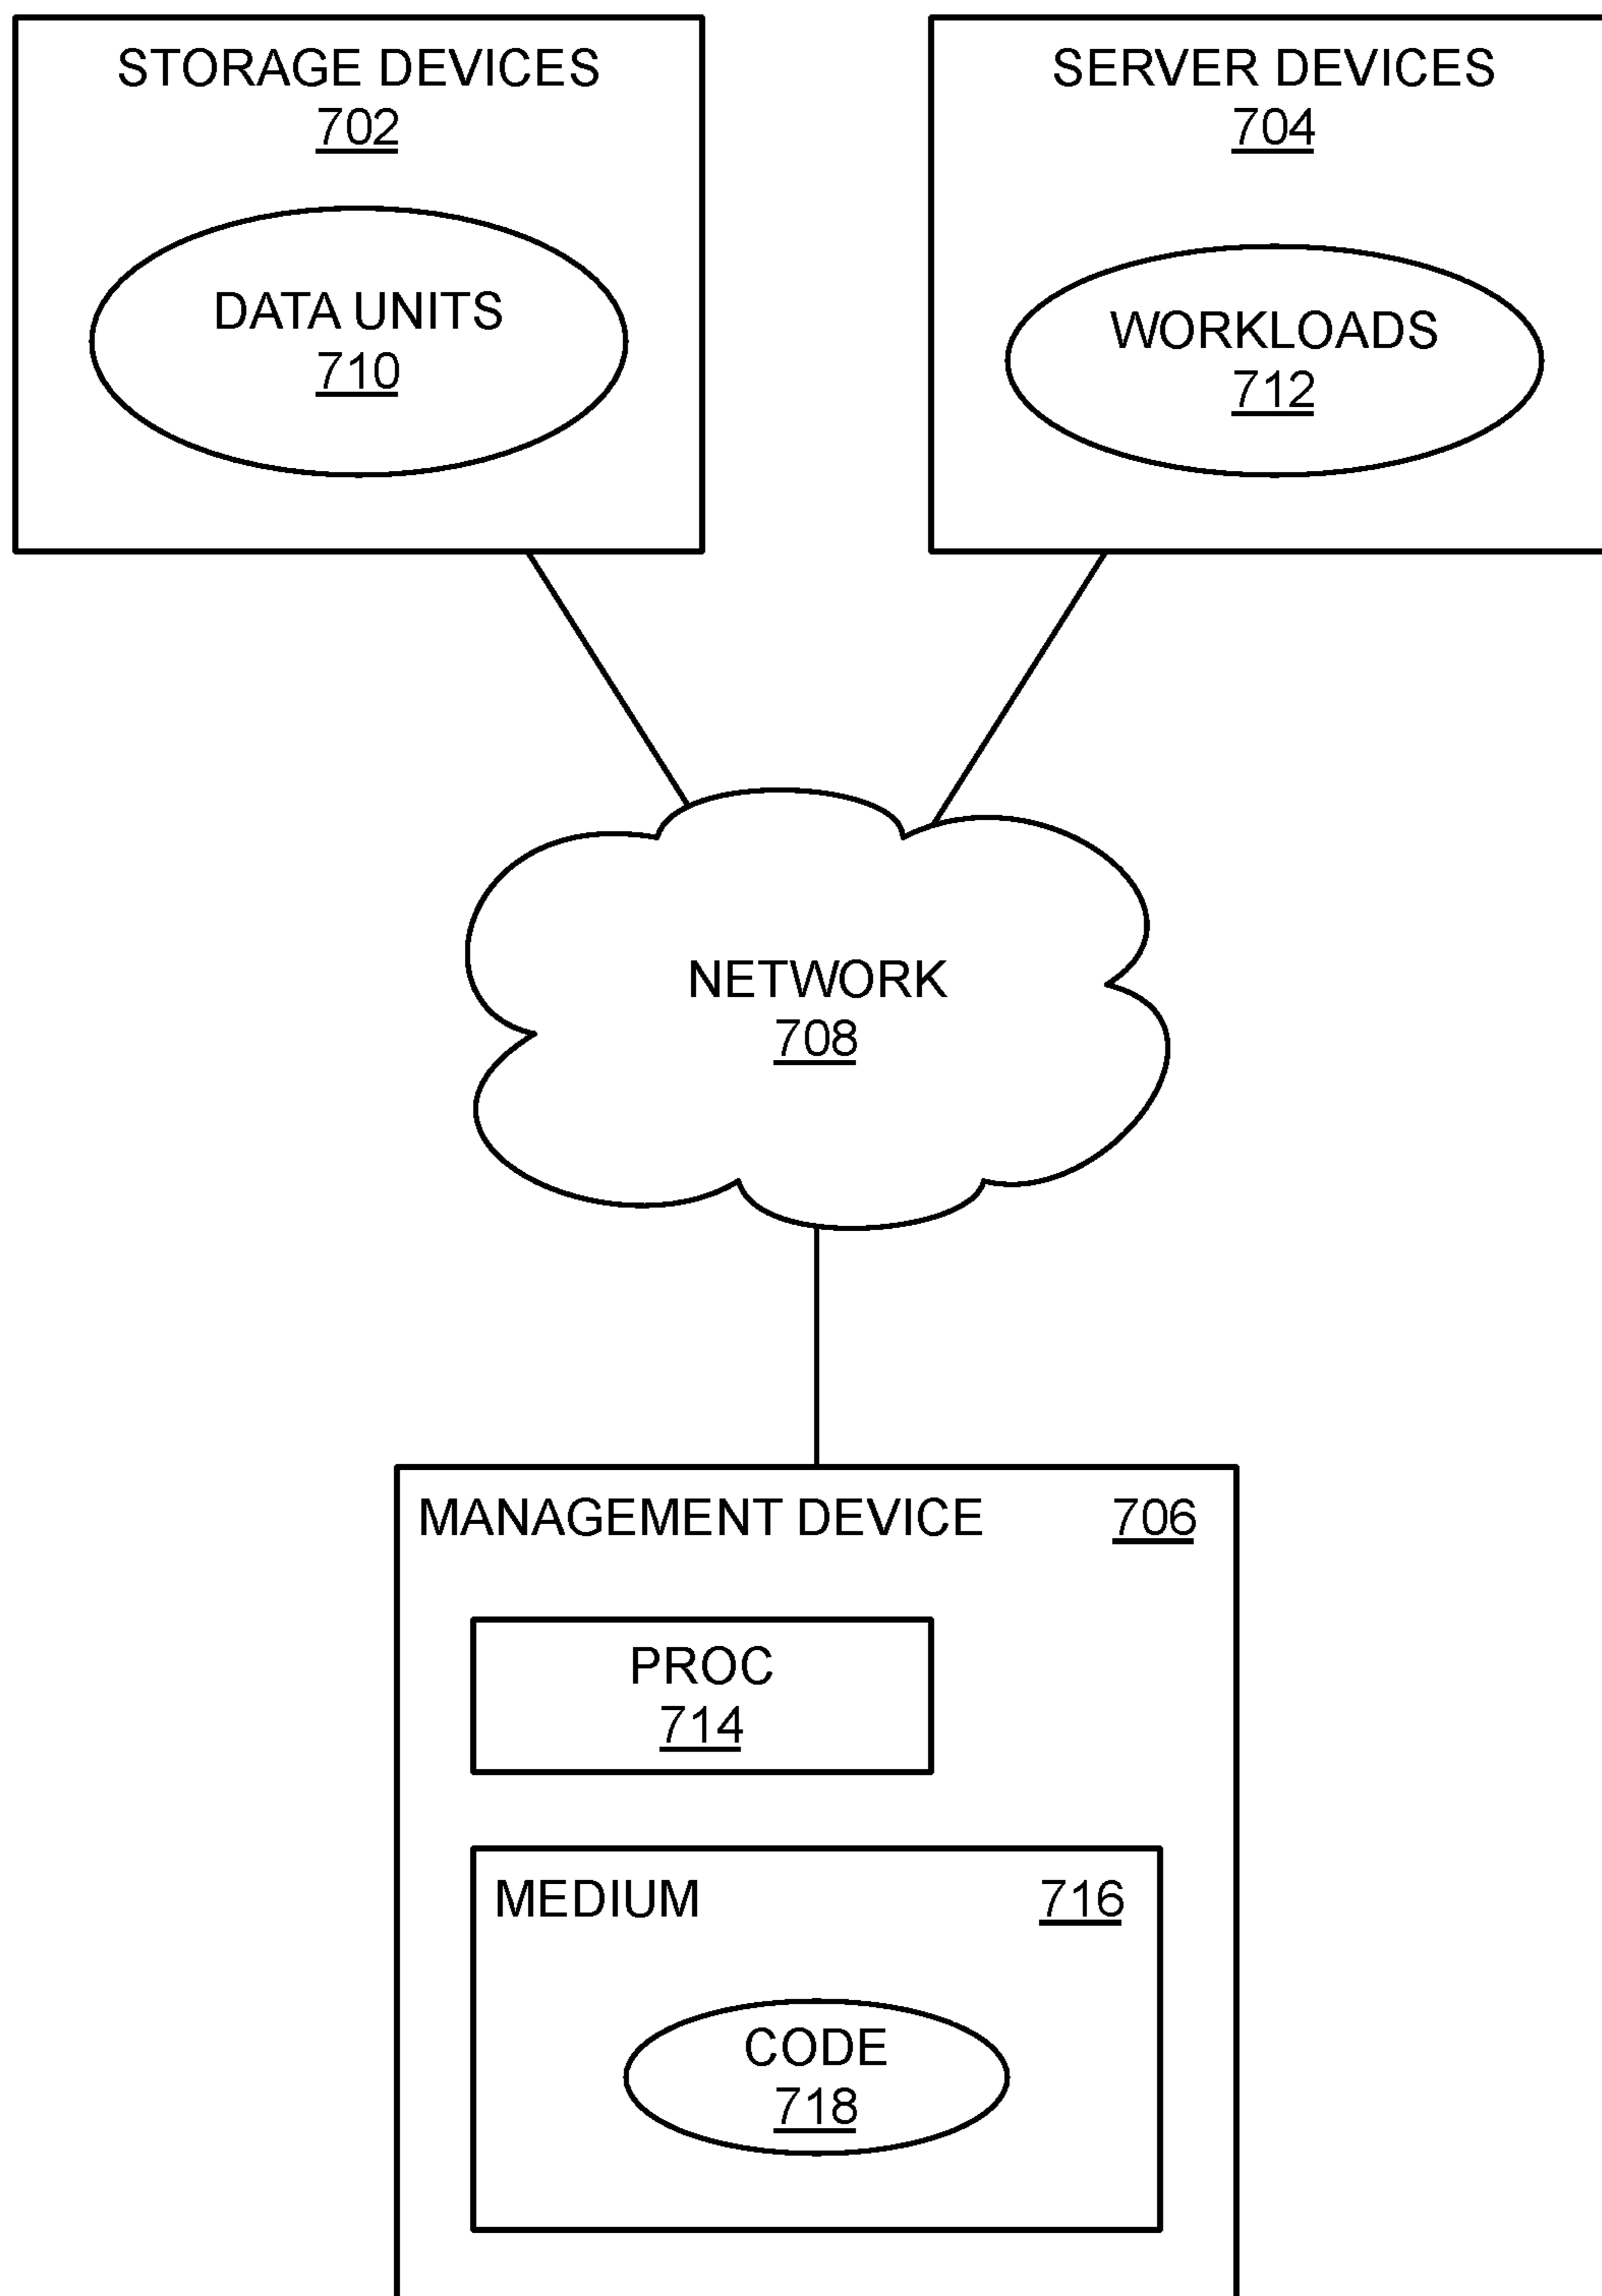 STORAGE DEVICES
702
DATA UNITS
710
SERVER DEVICES
704
WORKLOADS
712
NETWORK
708
MANAGEMENT DEVICE 706
PROC
714
MEDIUM 716
CODE
718